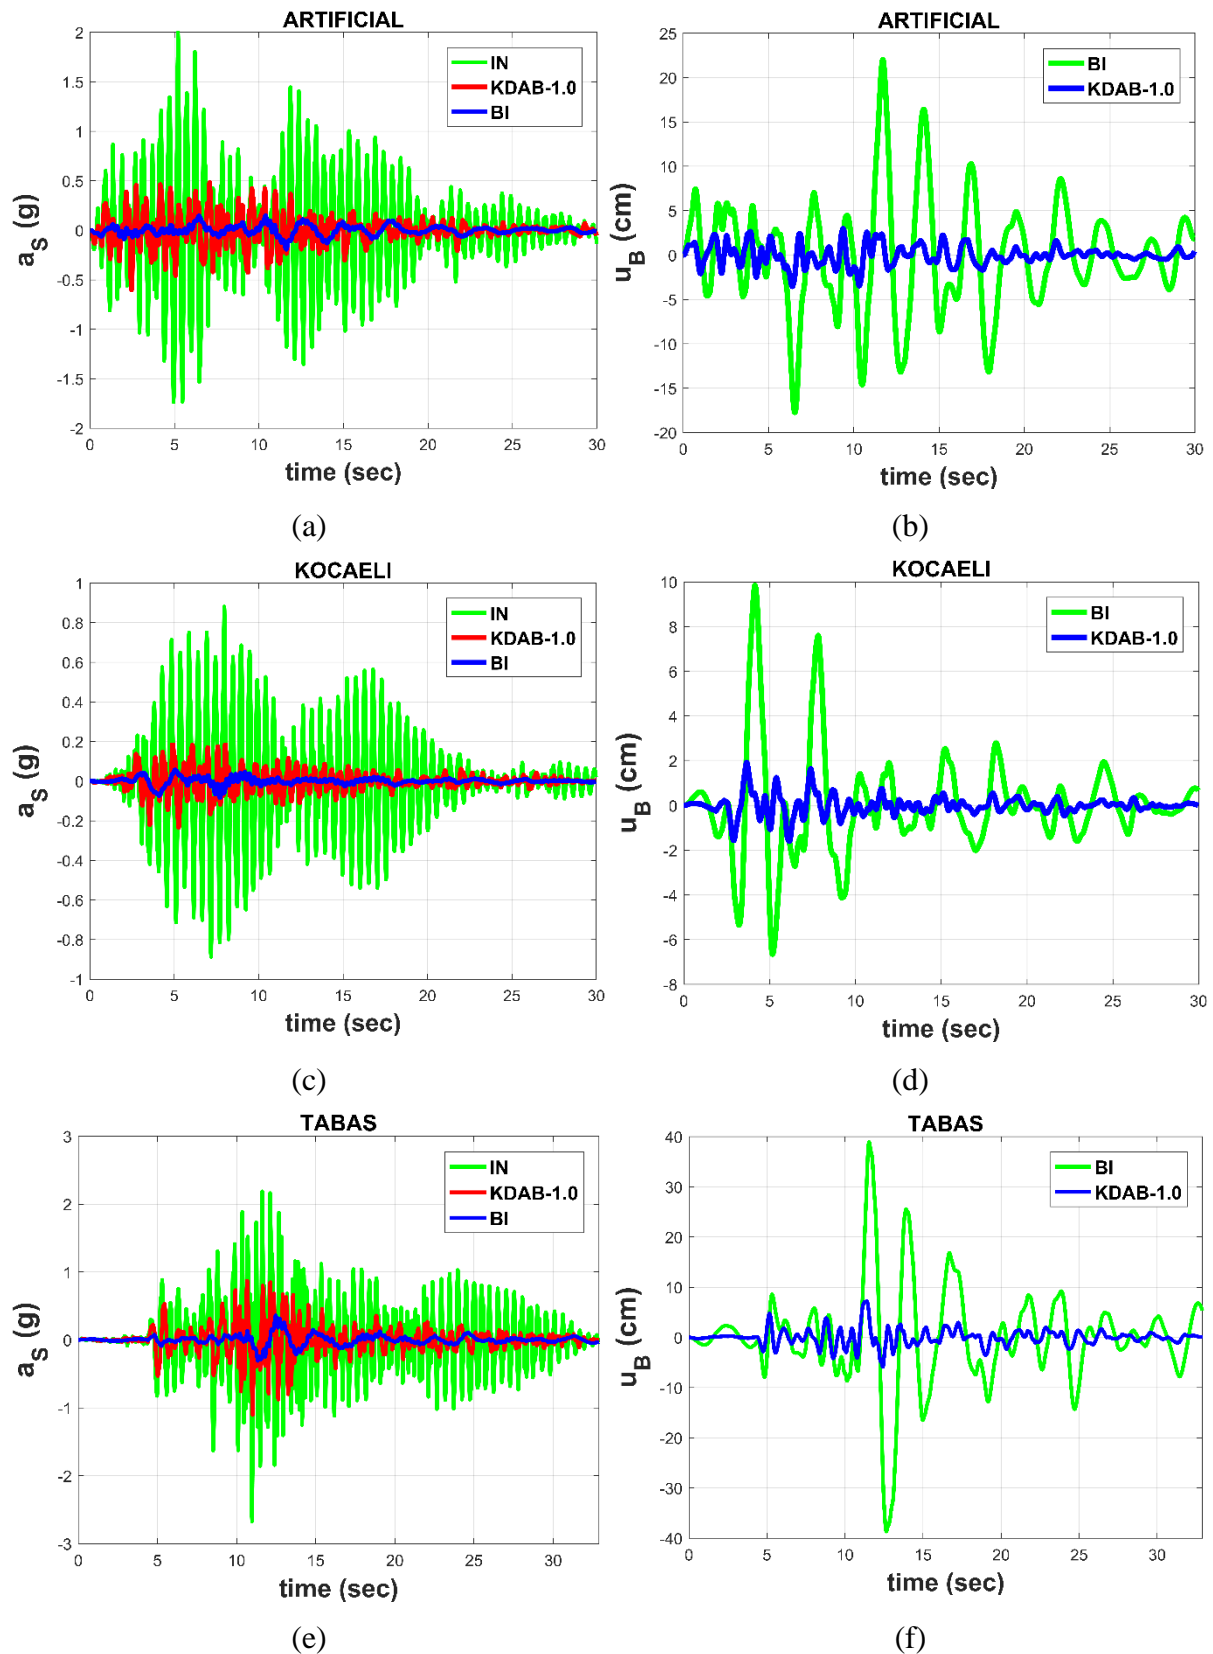 ARTIFICIAL
2
1.5
1
0.5
0
-0.5
-1
-1.5
-2
a_S (g)
IN
KDAB-1.0
BI
0 5 10 15 20 25 30
time (sec)
(a)
ARTIFICIAL
25
20
15
10
5
0
-5
-10
-15
-20
u_B (cm)
BI
KDAB-1.0
0 5 10 15 20 25 30
time (sec)
(b)
KOCAELI
1
0.8
0.6
0.4
0.2
0
-0.2
-0.4
-0.6
-0.8
-1
a_S (g)
IN
KDAB-1.0
BI
0 5 10 15 20 25 30
time (sec)
(c)
KOCAELI
10
8
6
4
2
0
-2
-4
-6
-8
u_B (cm)
BI
KDAB-1.0
0 5 10 15 20 25 30
time (sec)
(d)
TABAS
3
2
1
0
-1
-2
-3
a_S (g)
IN
KDAB-1.0
BI
0 5 10 15 20 25 30
time (sec)
(e)
TABAS
40
30
20
10
0
-10
-20
-30
-40
u_B (cm)
BI
KDAB-1.0
0 5 10 15 20 25 30
time (sec)
(f)